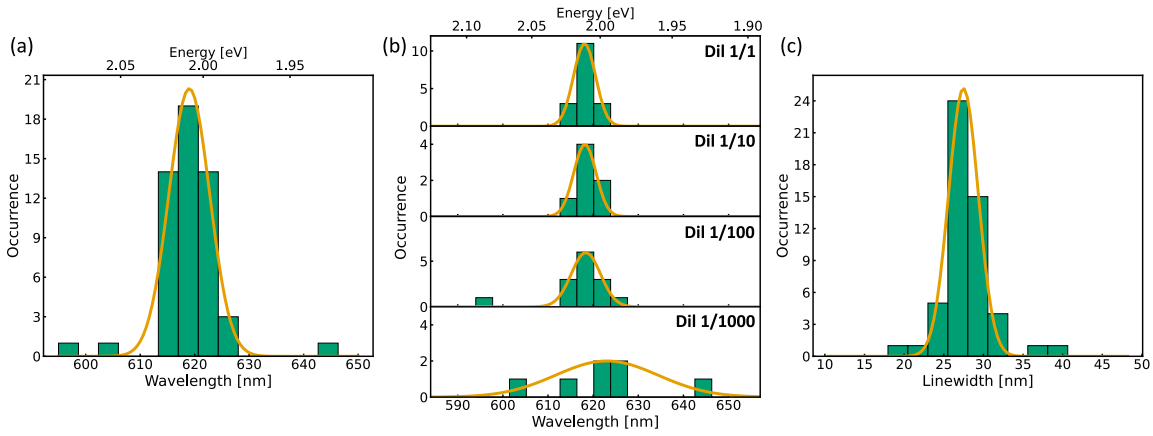 (a)
Energy [eV]
2.05 2.00 1.95
21
18
15
12
9
6
3
0
Occurrence
600 610 620 630 640 650
Wavelength [nm]
(b)
Energy [eV]
2.10 2.05 2.00 1.95 1.90
Dil 1/1
10
5
0
Dil 1/10
4
2
0
Dil 1/100
5
0
Dil 1/1000
4
2
0
Occurrence
590 600 610 620 630 640 650
Wavelength [nm]
(c)
24
21
18
15
12
9
6
3
0
Occurrence
10 15 20 25 30 35 40 45 50
Linewidth [nm]